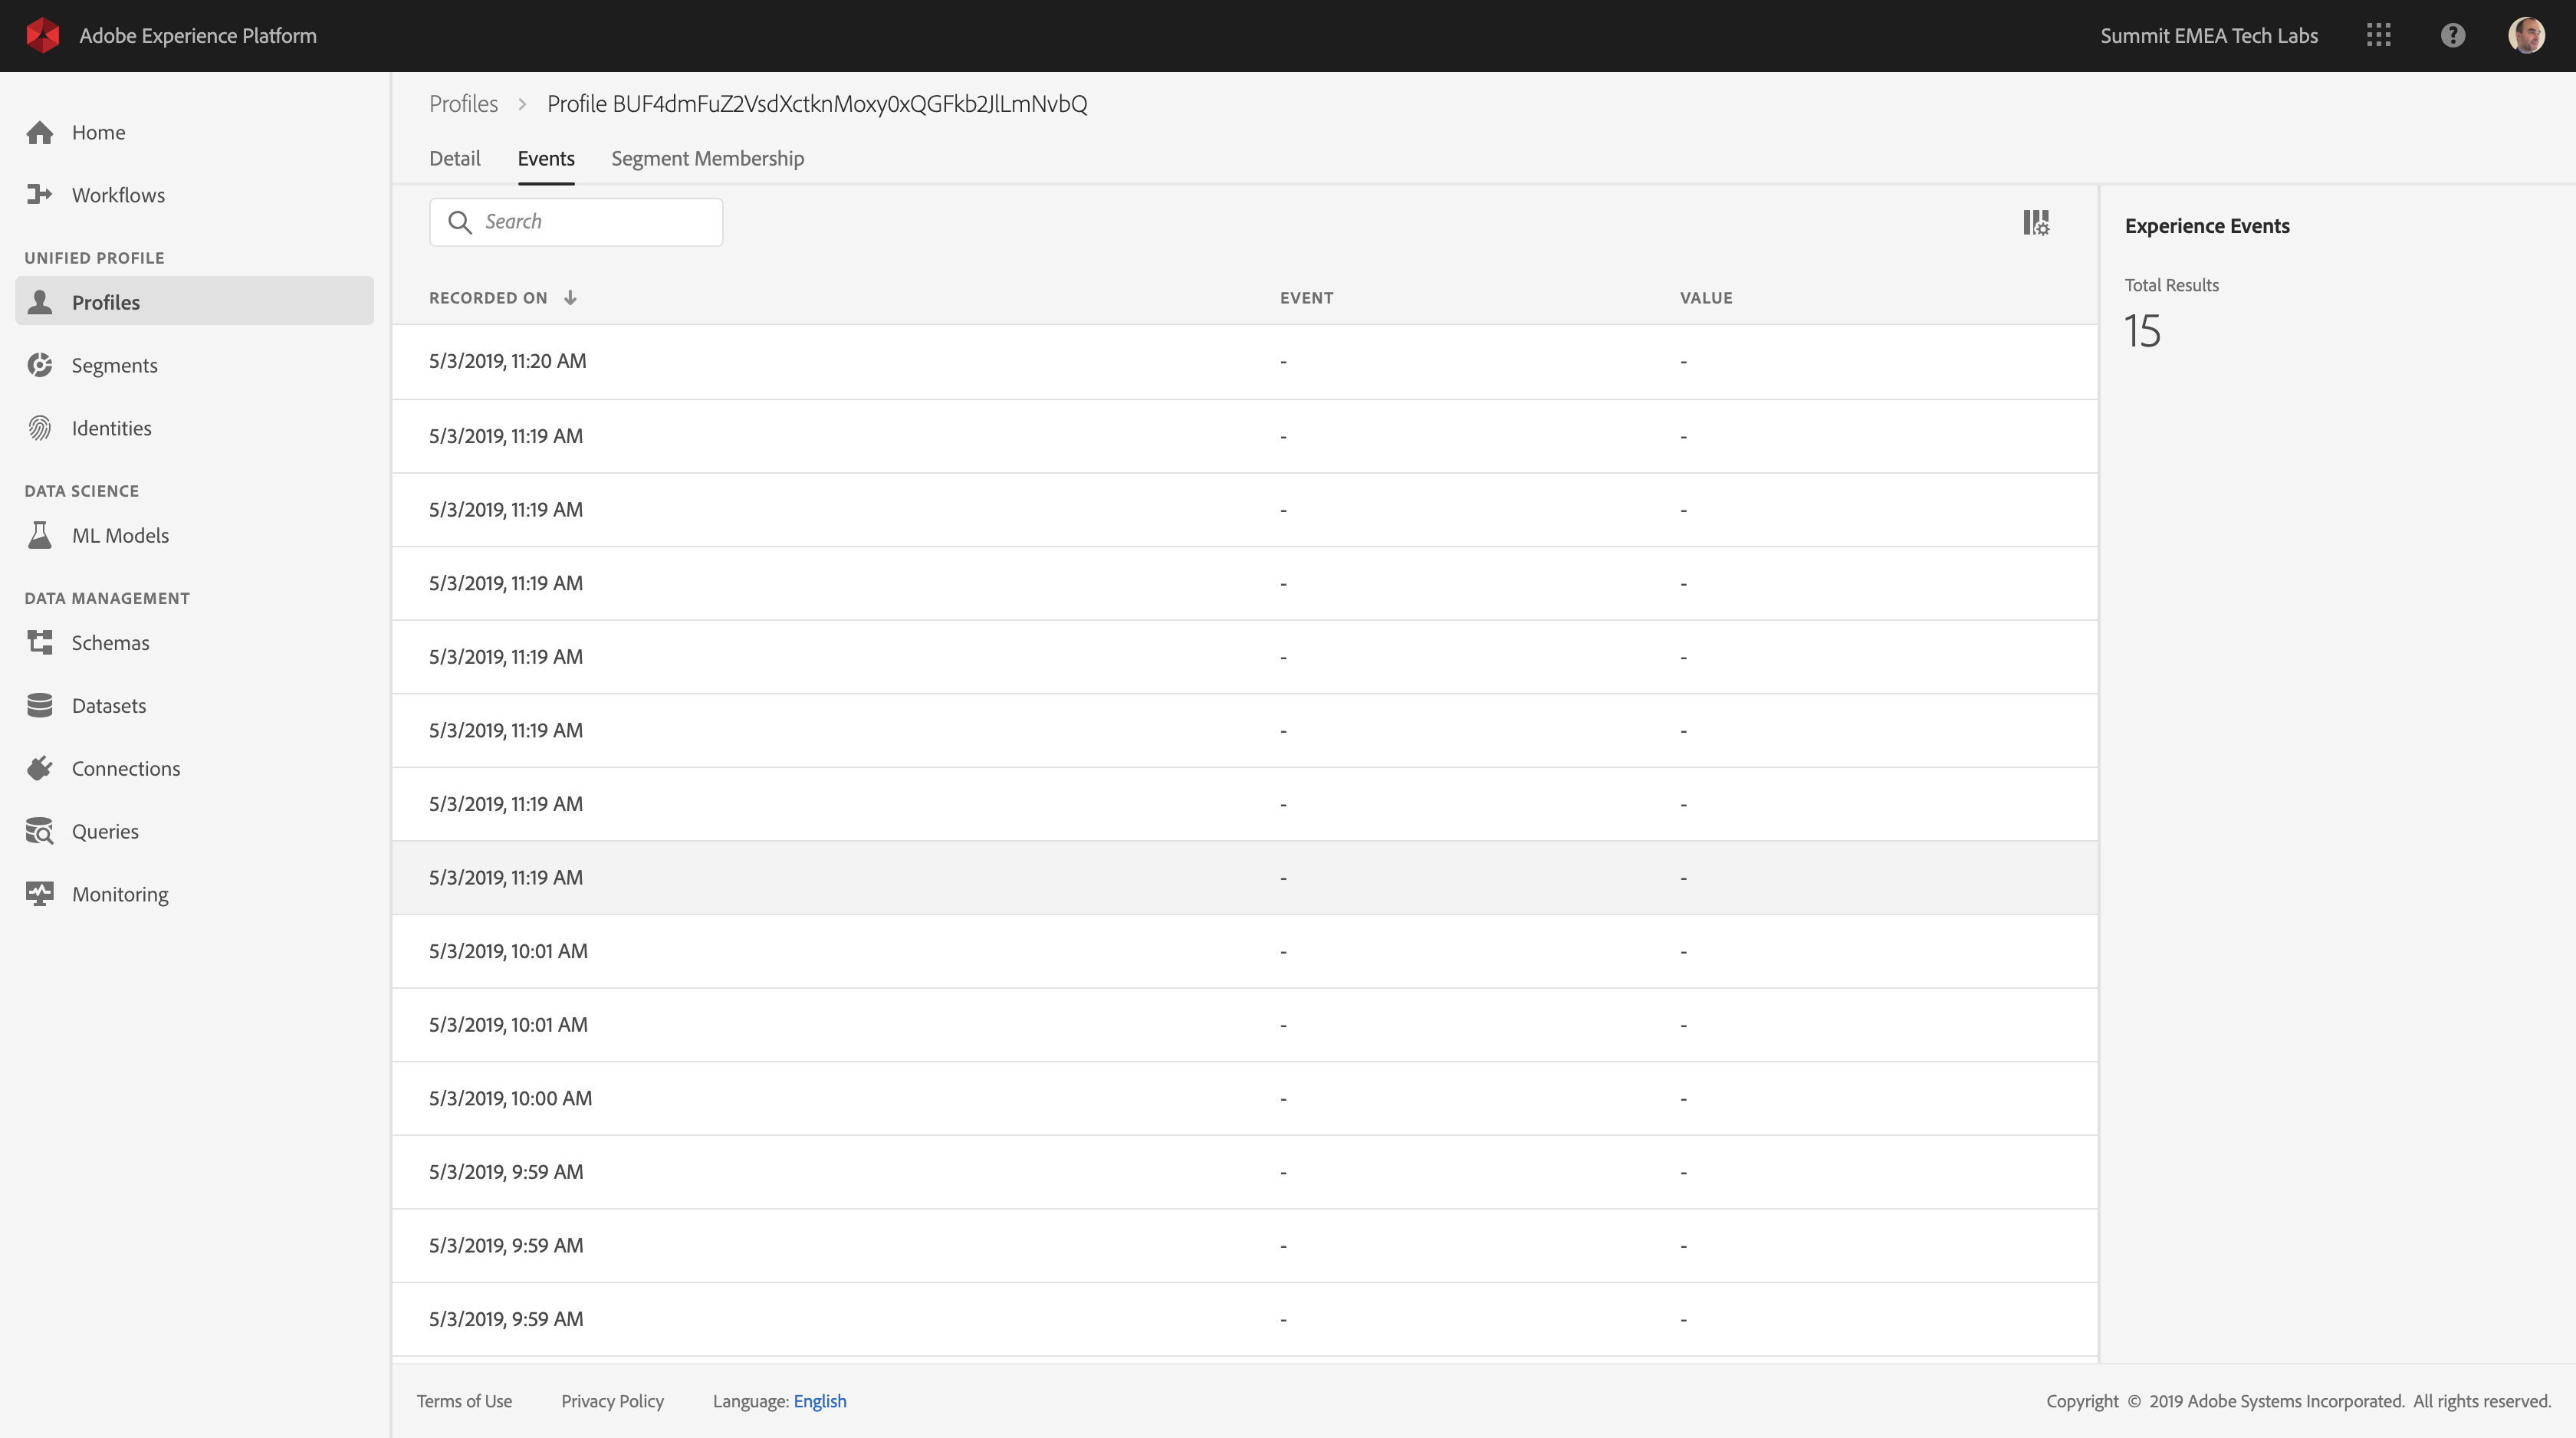 Adobe Experience Platform
Summit EMEA Tech Labs
?
Home
Workflows
UNIFIED PROFILE
Profiles
Segments
Identities
DATA SCIENCE
ML Models
DATA MANAGEMENT
Schemas
Datasets
Connections
Queries
Monitoring
Profiles > Profile BUF4dmFuZ2VsdXctknMoxy0xQGFkb2JlLmNvbQ
Detail Events Segment Membership
Search
RECORDED ON ↓ EVENT VALUE
5/3/2019, 11:20 AM - -
5/3/2019, 11:19 AM - -
5/3/2019, 11:19 AM - -
5/3/2019, 11:19 AM - -
5/3/2019, 11:19 AM - -
5/3/2019, 11:19 AM - -
5/3/2019, 11:19 AM - -
5/3/2019, 11:19 AM - -
5/3/2019, 10:01 AM - -
5/3/2019, 10:01 AM - -
5/3/2019, 10:00 AM - -
5/3/2019, 9:59 AM - -
5/3/2019, 9:59 AM - -
5/3/2019, 9:59 AM - -
Experience Events
Total Results
15
Terms of Use Privacy Policy Language: English
Copyright © 2019 Adobe Systems Incorporated. All rights reserved.